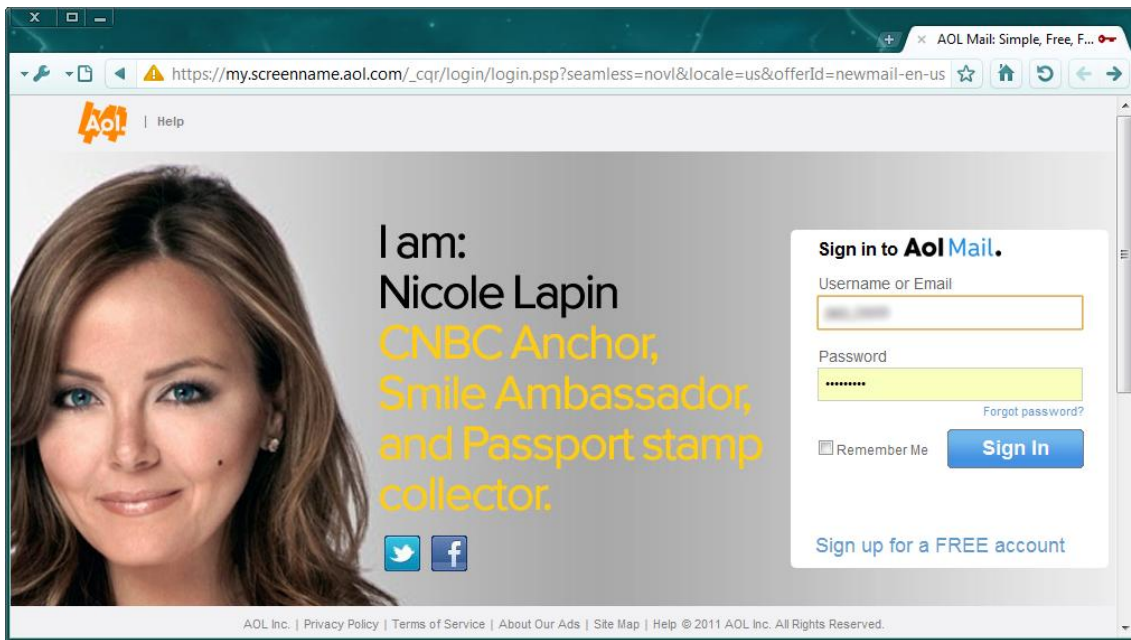 AOL Mail: Simple, Free, F...
https://my.screenname.aol.com/_cqr/login/login.psp?seamless=novl&locale=us&offerId=newmail-en-us
Aol. | Help
I am:
Nicole Lapin
CNBC Anchor,
Smile Ambassador,
and Passport stamp
collector.
Sign in to Aol Mail.
Username or Email
Password
Forgot password?
Remember Me
Sign In
Sign up for a FREE account
AOL Inc. | Privacy Policy | Terms of Service | About Our Ads | Site Map | Help © 2011 AOL Inc. All Rights Reserved.